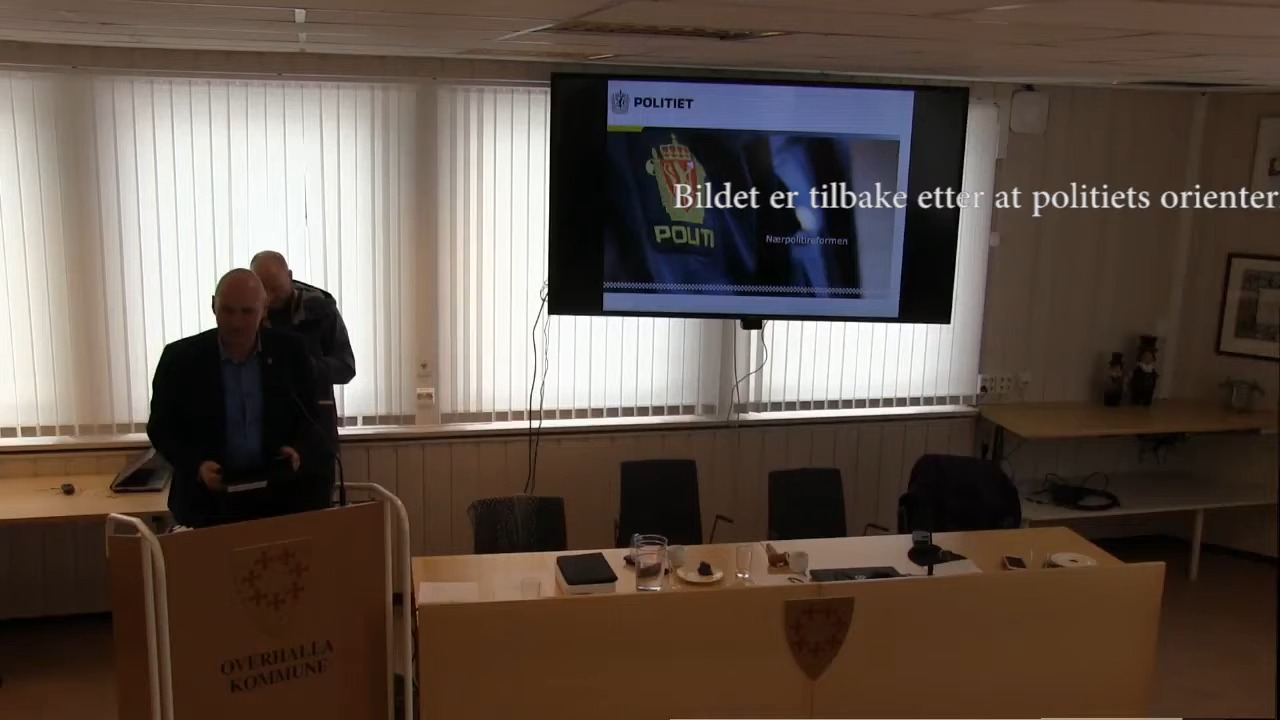 POLITIET
Bildet er tilbake etter at politiets orienter
POLITI
Nærpolitireformen
OVERHALLA
KOMMUNE